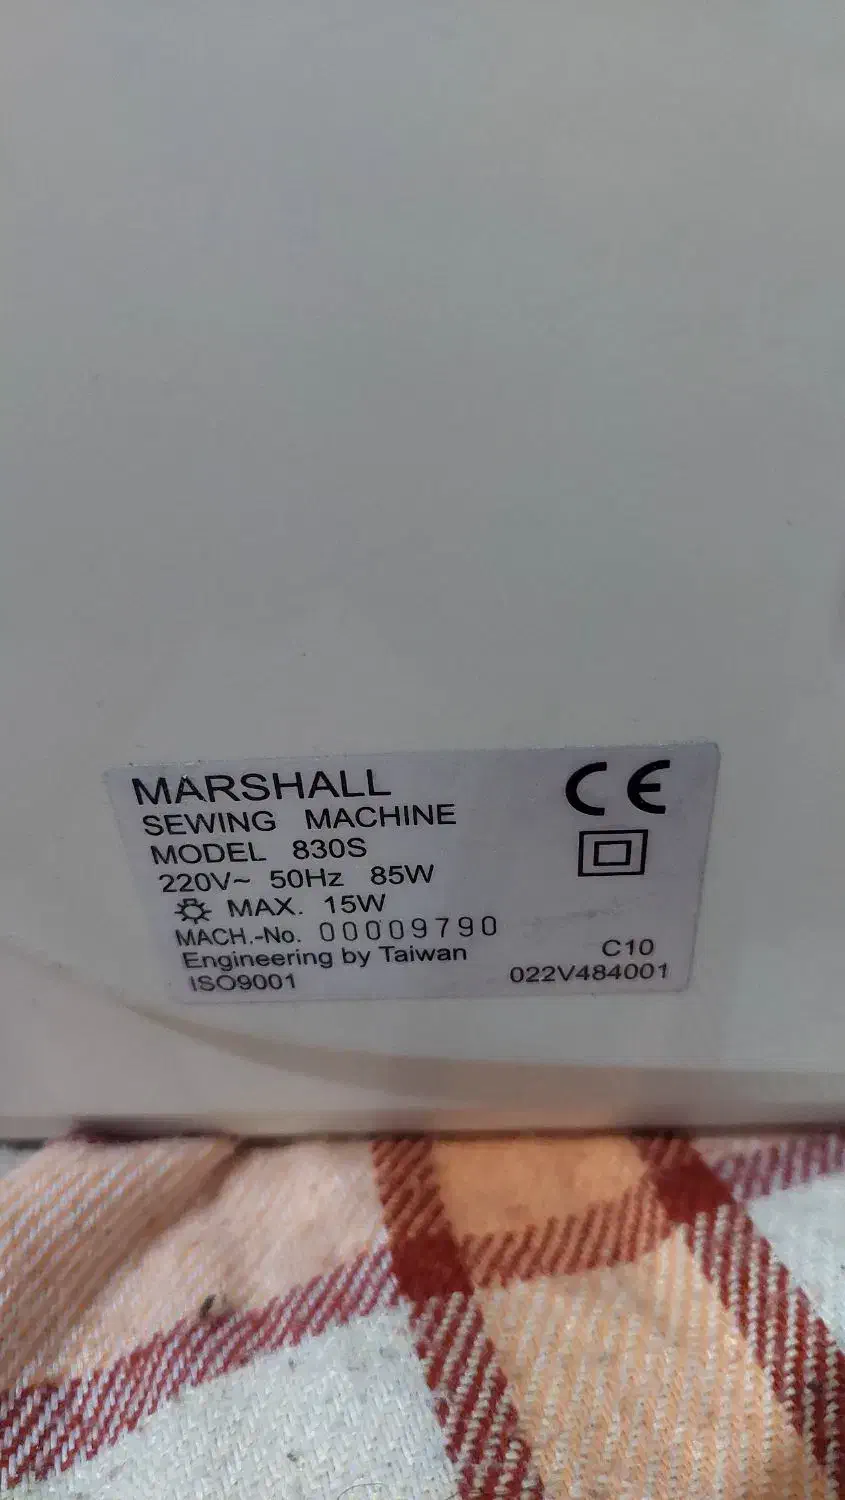 MARSHALL
SEWING MACHINE
MODEL 830S
220V~ 50Hz 85W
MAX. 15W
MACH.-No. 00009790
Engineering by Taiwan
ISO9001
CE
C10
022V484001